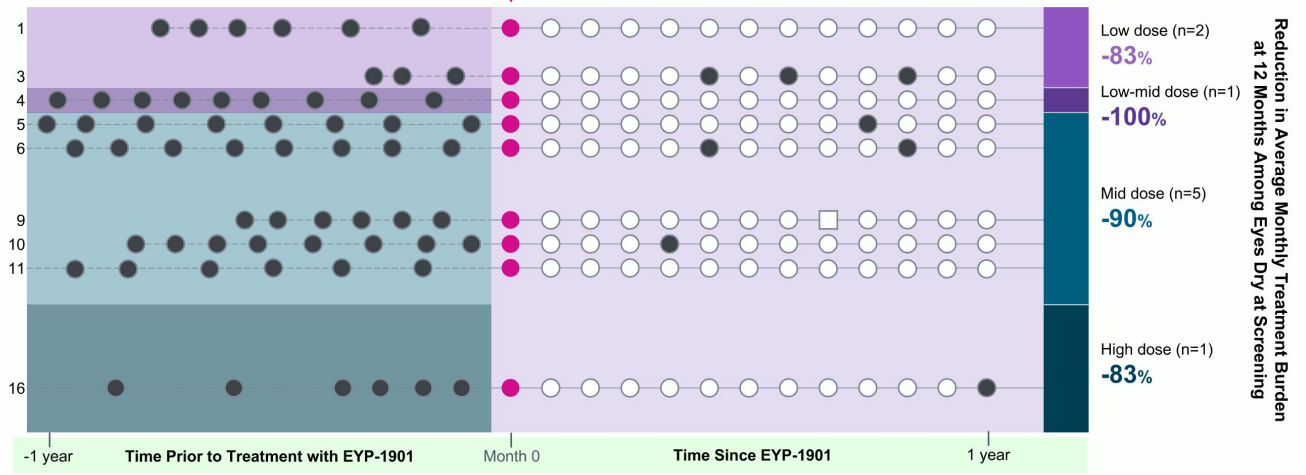 1
3
4
5
6
9
10
11
16
Low dose (n=2)
-83%
Low-mid dose (n=1)
-100%
Mid dose (n=5)
-90%
High dose (n=1)
-83%
Reduction in Average Monthly Treatment Burden
at 12 Months Among Eyes Dry at Screening
-1 year
Time Prior to Treatment with EYP-1901
Month 0
Time Since EYP-1901
1 year